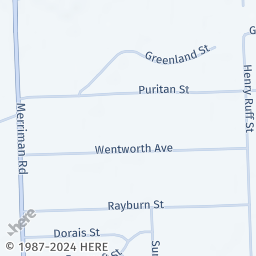 G
Greenland St
Puritan St
Henry Ruff St
Merriman Rd
Wentworth Ave
Rayburn St
here
Dorais St
Sun
© 1987-2024 HERE